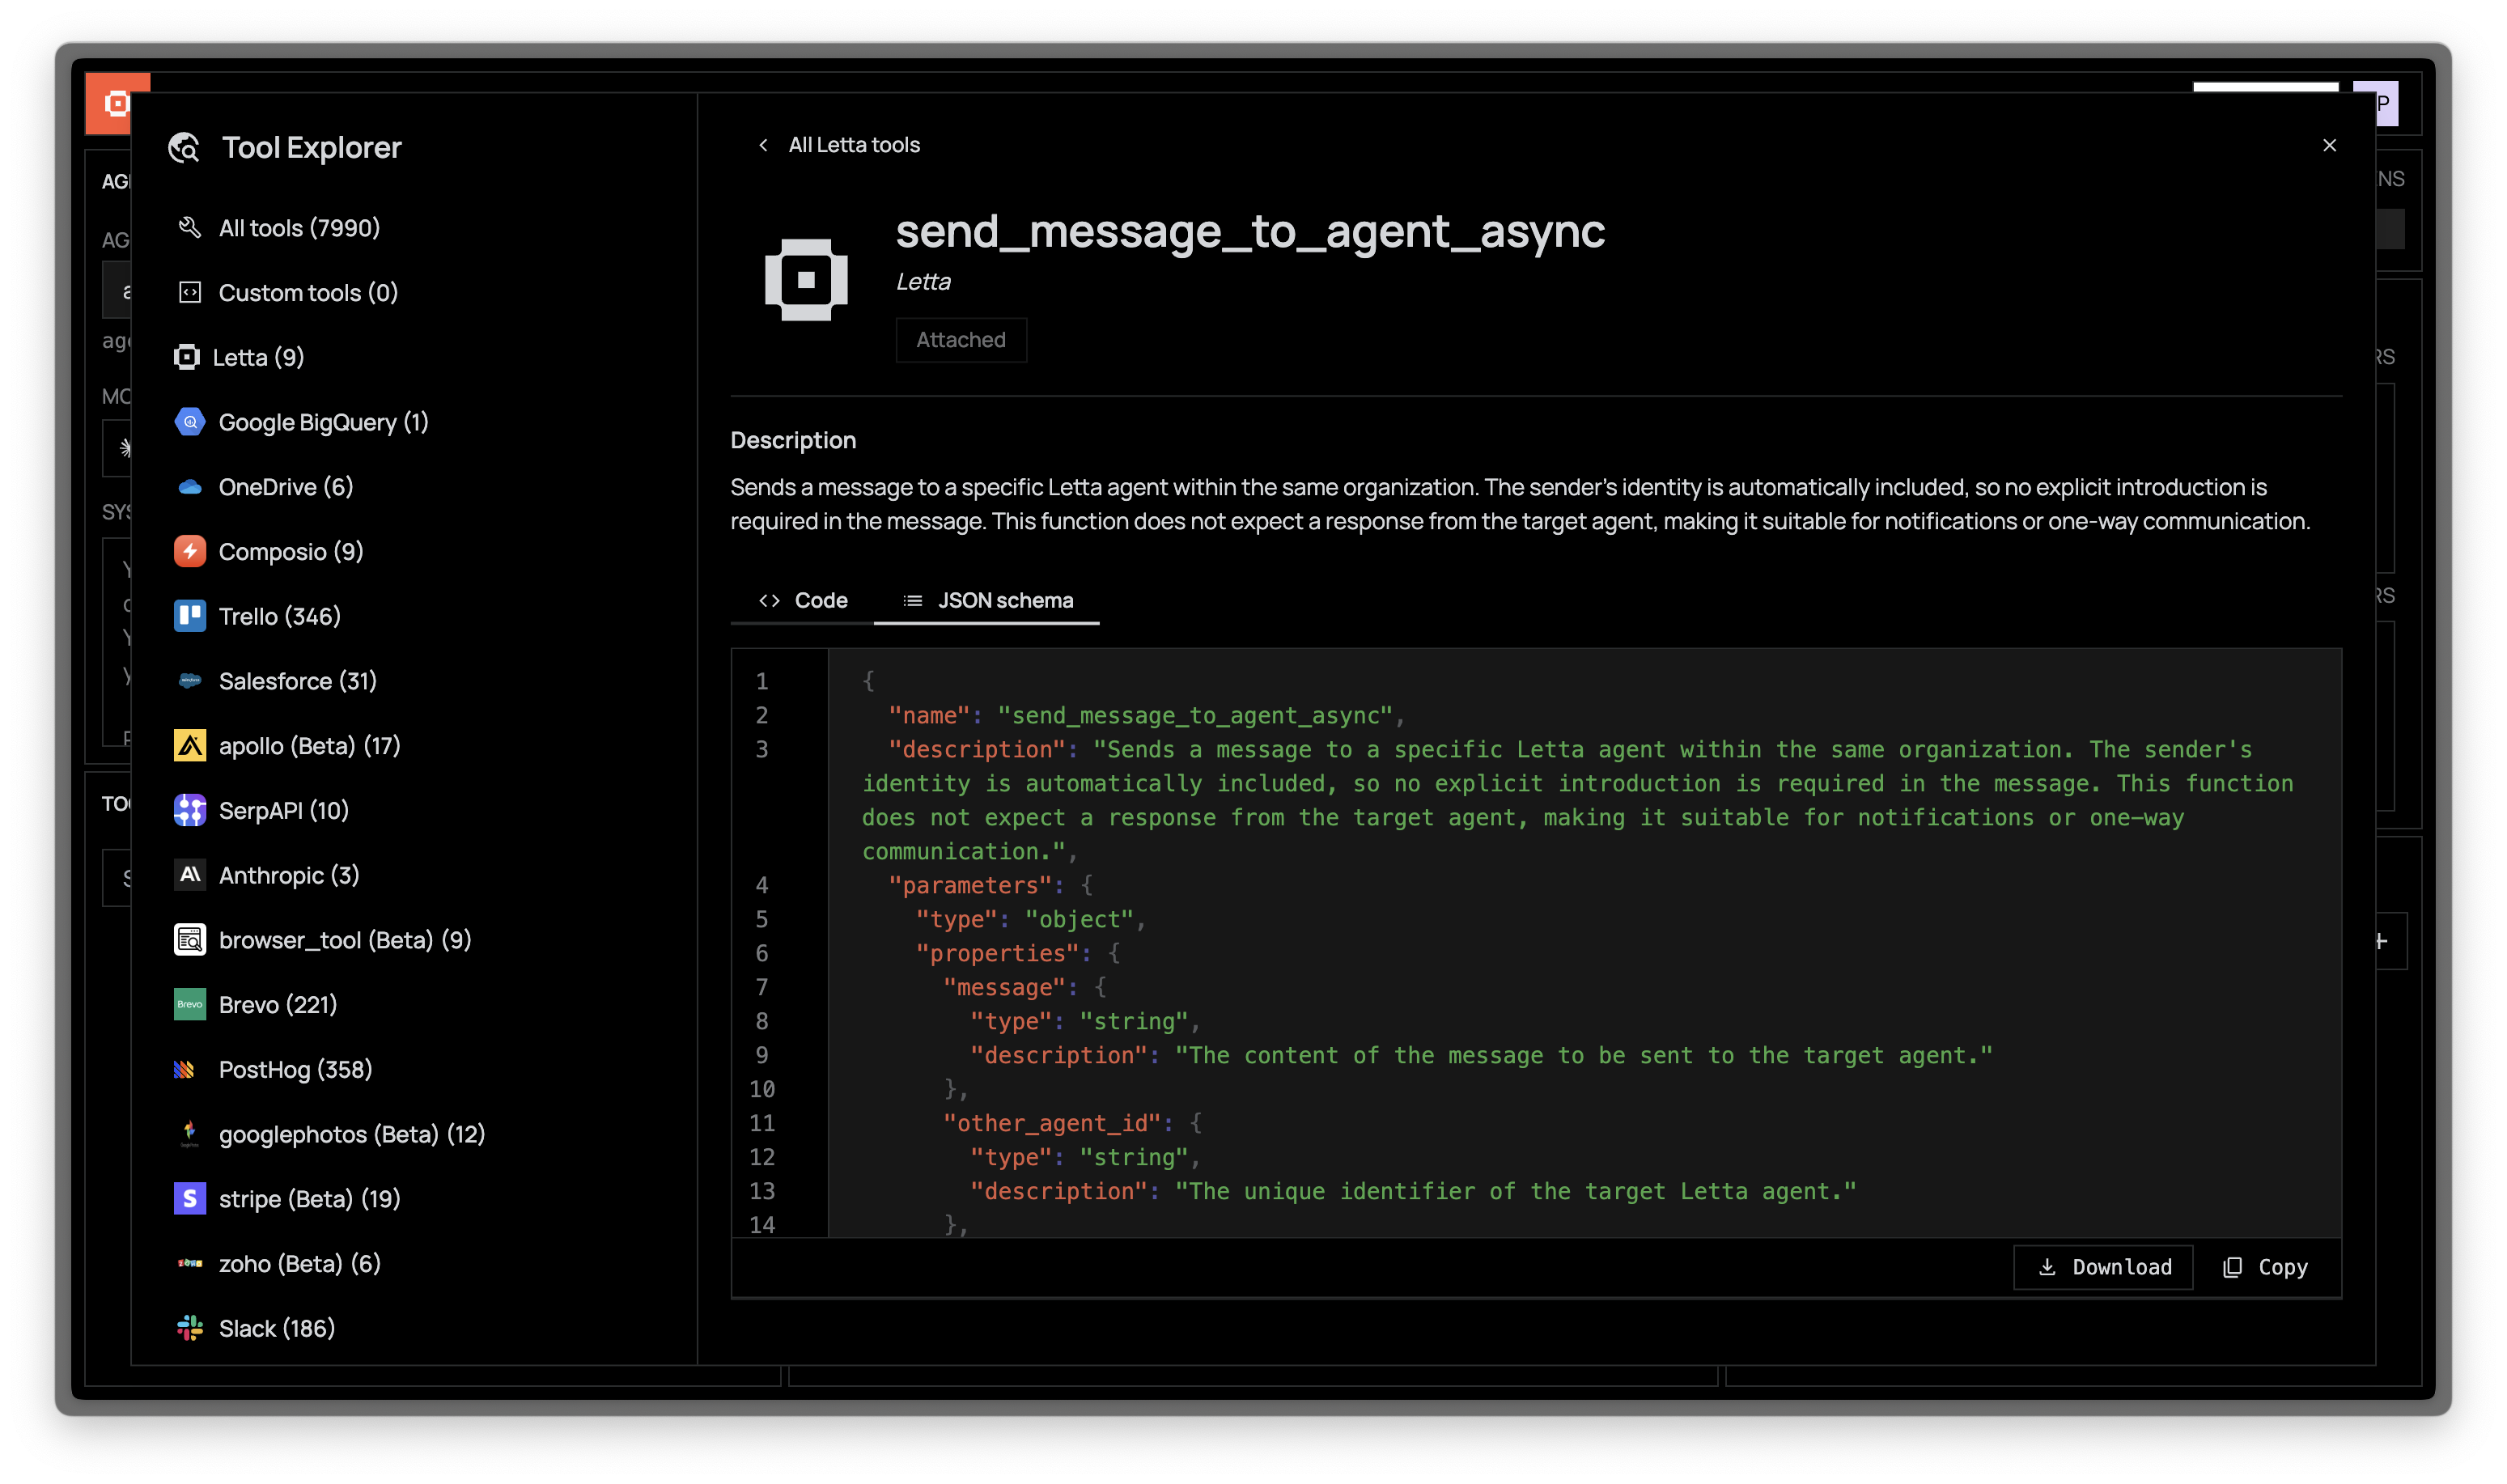 Tool Explorer
All tools (7990)
Custom tools (0)
Letta (9)
Google BigQuery (1)
OneDrive (6)
Composio (9)
Trello (346)
Salesforce (31)
apollo (Beta) (17)
SerpAPI (10)
Anthropic (3)
browser_tool (Beta) (9)
Brevo
Brevo (221)
PostHog (358)
googlephotos (Beta) (12)
stripe (Beta) (19)
zoho (Beta) (6)
Slack (186)
All Letta tools
send_message_to_agent_async
Letta
Attached
Description
Sends a message to a specific Letta agent within the same organization. The sender's identity is automatically included, so no explicit introduction is
required in the message. This function does not expect a response from the target agent, making it suitable for notifications or one-way communication.
Code
JSON schema
1 {
2 "name": "send_message_to_agent_async",
3 "description": "Sends a message to a specific Letta agent within the same organization. The sender's
identity is automatically included, so no explicit introduction is required in the message. This function
does not expect a response from the target agent, making it suitable for notifications or one-way
communication.",
4 "parameters": {
5 "type": "object",
6 "properties": {
7 "message": {
8 "type": "string",
9 "description": "The content of the message to be sent to the target agent."
10 },
11 "other_agent_id": {
12 "type": "string",
13 "description": "The unique identifier of the target Letta agent."
14 },
Download
Copy